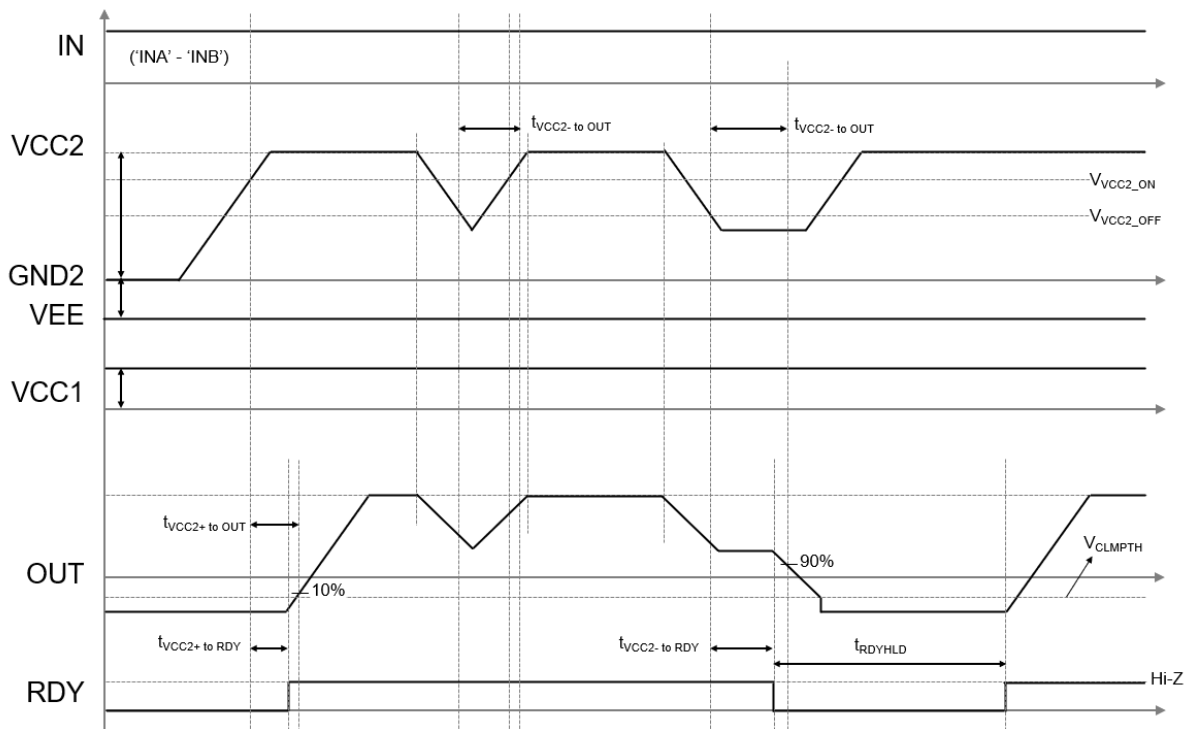 IN
('INA' - 'INB')
tVCC2- to OUT
tVCC2- to OUT
VCC2
VVCC2_ON
VVCC2_OFF
GND2
VEE
VCC1
tVCC2+ to OUT
VCLMPTH
OUT
10%
90%
tVCC2+ to RDY
tVCC2- to RDY
tRDYHLD
RDY
Hi-Z